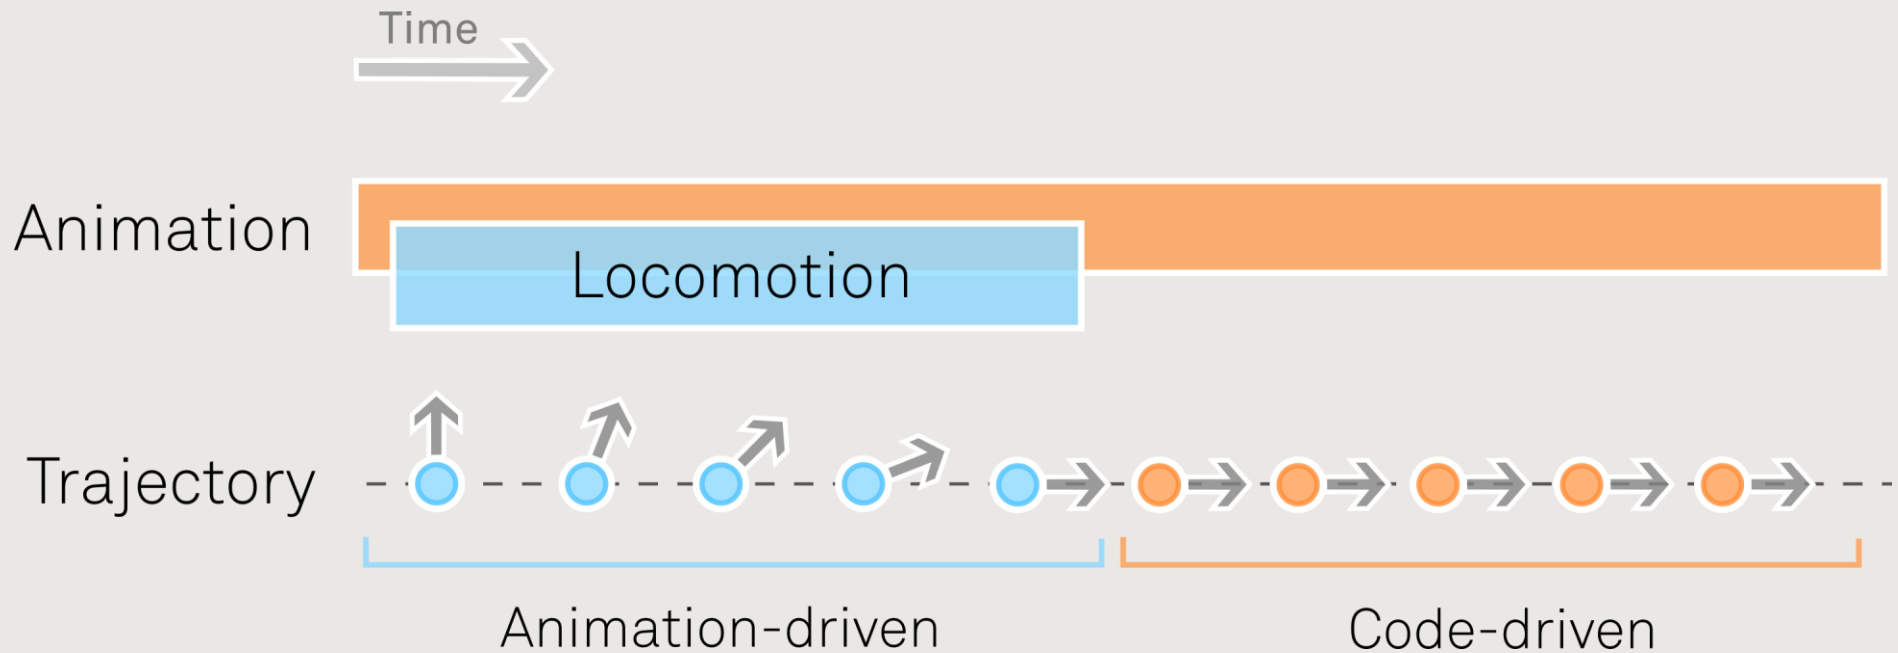 Time
Animation
Locomotion
Trajectory
Animation-driven
Code-driven